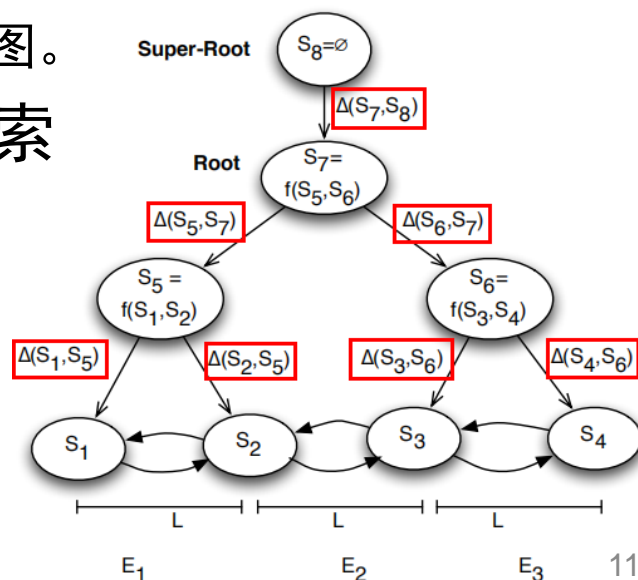 图。
索
Super-Root
S8=∅
Δ(S7,S8)
Root
S7=
f(S5,S6)
Δ(S5,S7)
Δ(S6,S7)
S5 =
f(S1,S2)
S6=
f(S3,S4)
Δ(S1,S5)
Δ(S2,S5)
Δ(S3,S6)
Δ(S4,S6)
S1
S2
S3
S4
L
L
L
E1
E2
E3
11